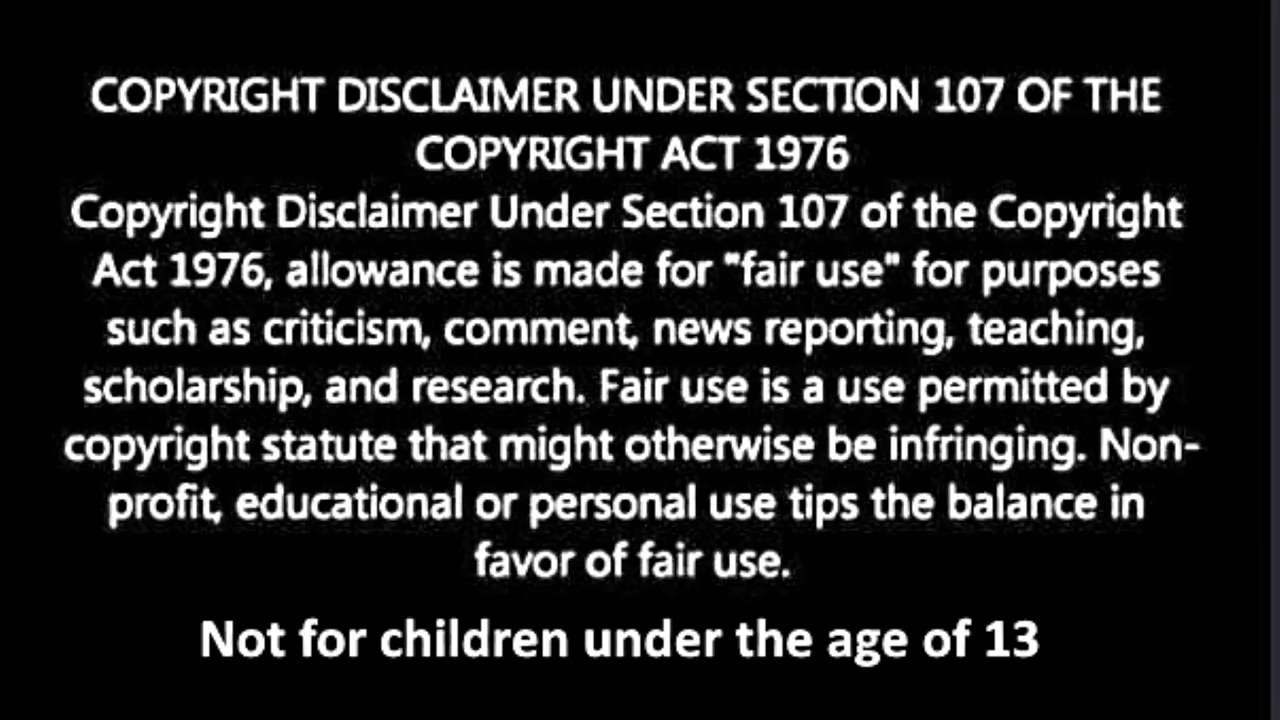 COPYRIGHT DISCLAIMER UNDER SECTION 107 OF THE
COPYRIGHT ACT 1976
Copyright Disclaimer Under Section 107 of the Copyright
Act 1976, allowance is made for "fair use" for purposes
such as criticism, comment, news reporting, teaching,
scholarship, and research. Fair use is a use permitted by
copyright statute that might otherwise be infringing. Non-
profit, educational or personal use tips the balance in
favor of fair use.
Not for children under the age of 13